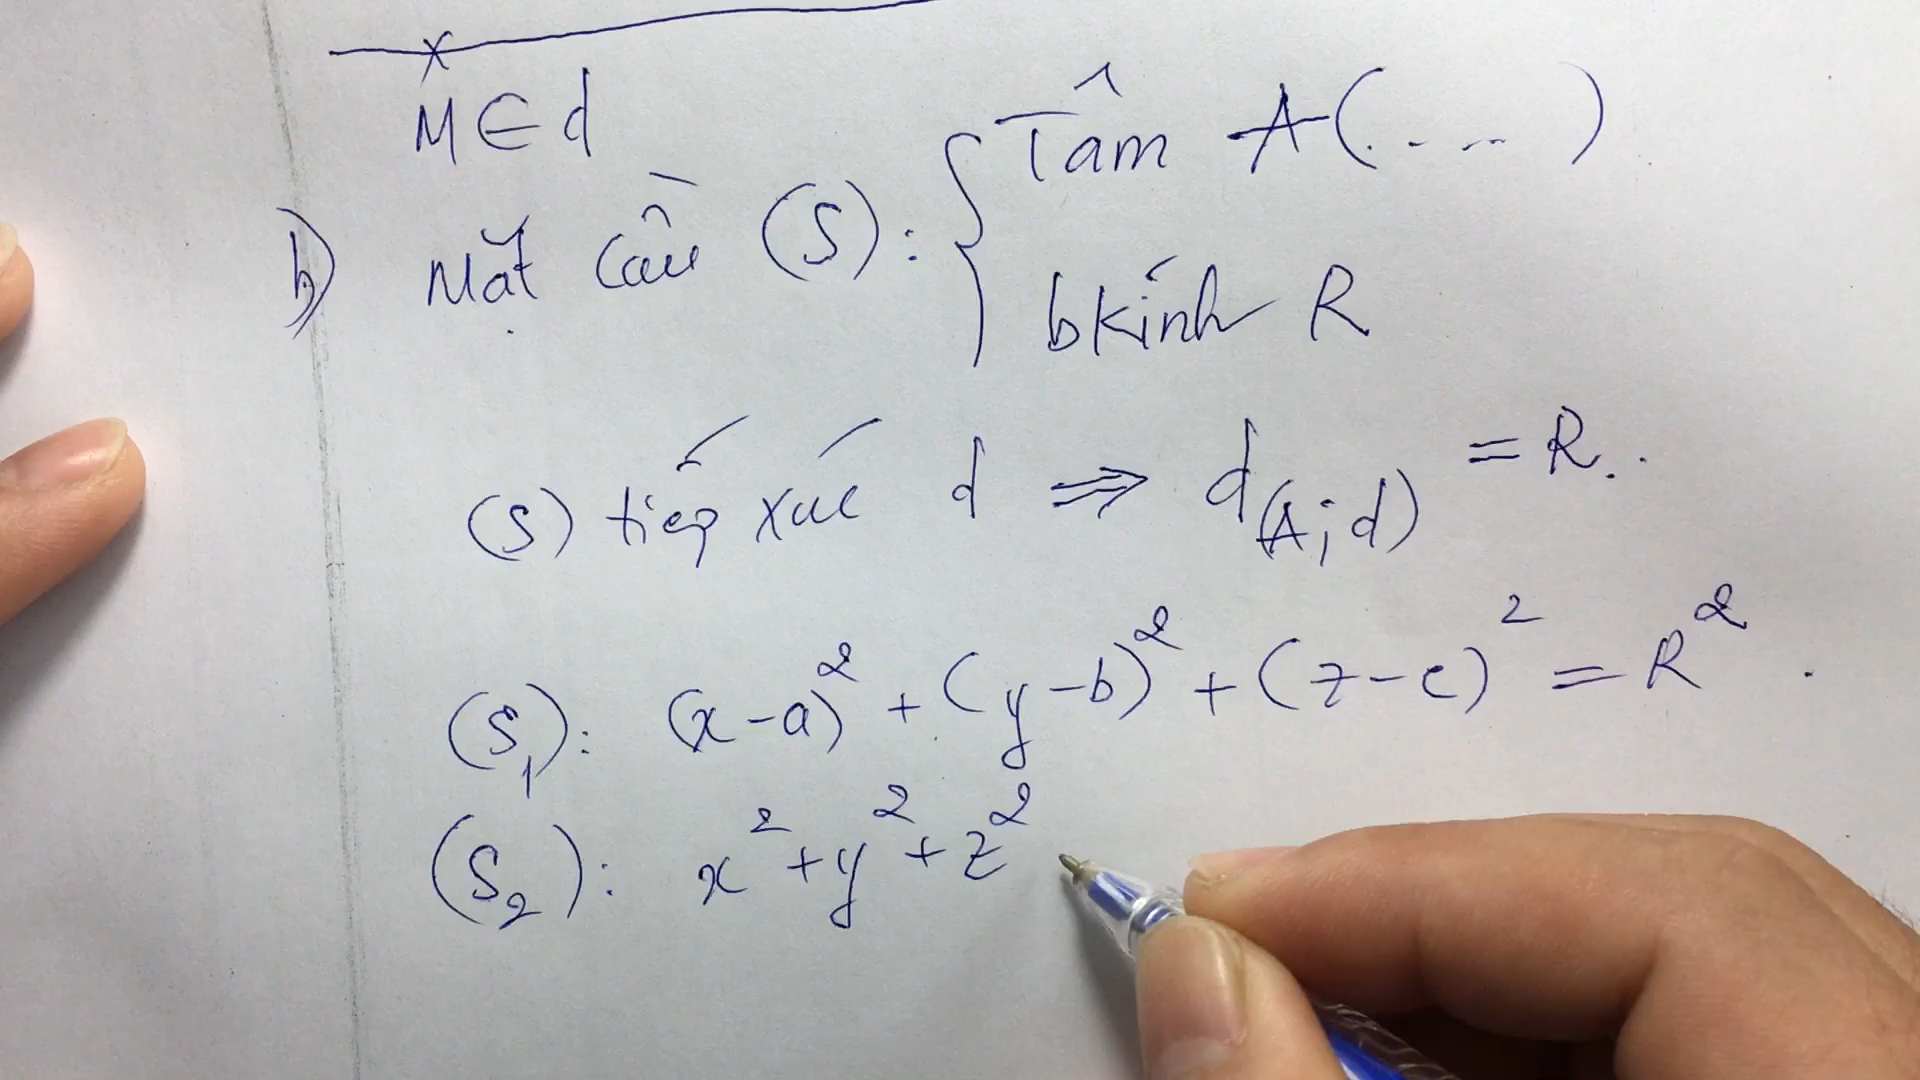 M ∈ d
b) Mặt cầu (S): { Tâm A(. - - - )
bkính R
(S) tiếp xúc d ⇒ d(A;d) = R.
(S₁): (x-a)² + (y-b)² + (z-c)² = R².
(S₂): x² + y² + z²